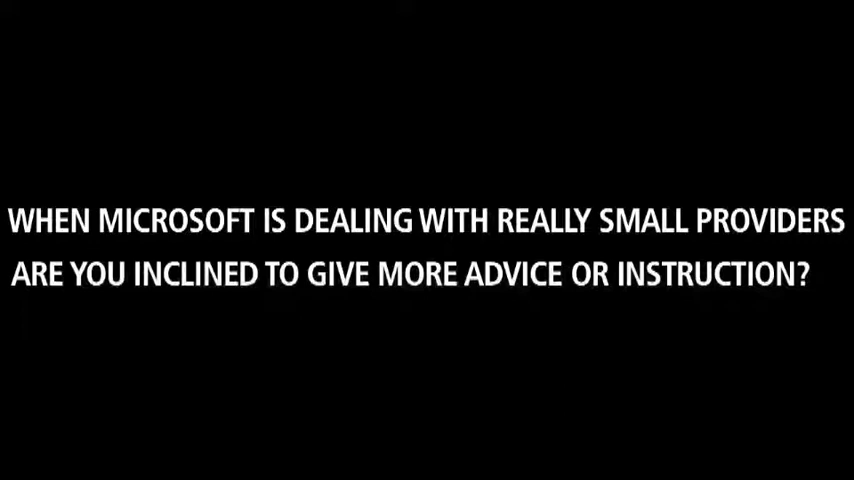 WHEN MICROSOFT IS DEALING WITH REALLY SMALL PROVIDERS
ARE YOU INCLINED TO GIVE MORE ADVICE OR INSTRUCTION?